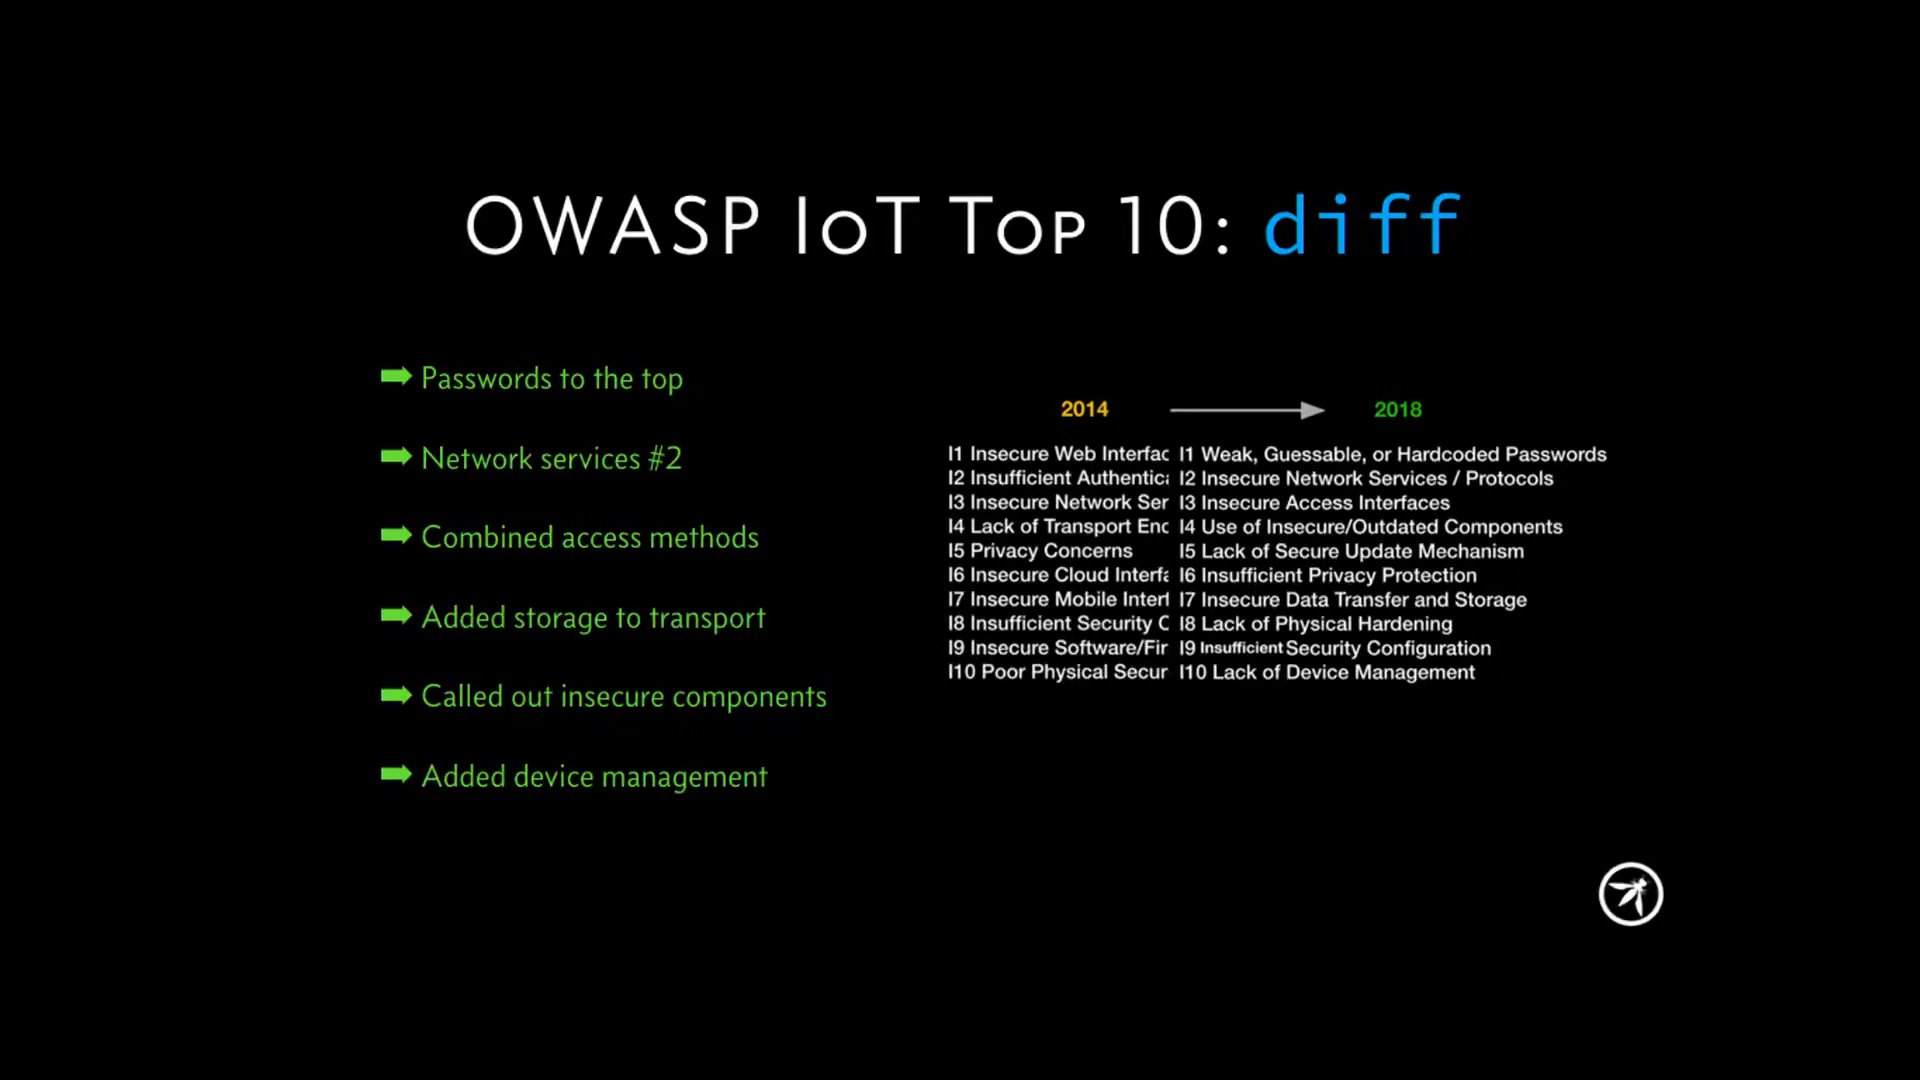 OWASP IoT Top 10: diff
Passwords to the top
Network services #2
Combined access methods
Added storage to transport
Called out insecure components
Added device management
2014
2018
I1 Insecure Web Interfac
I2 Insufficient Authentica
I3 Insecure Network Ser
I4 Lack of Transport Enc
I5 Privacy Concerns
I6 Insecure Cloud Interfa
I7 Insecure Mobile Interf
I8 Insufficient Security C
I9 Insecure Software/Fir
I10 Poor Physical Secur
I1 Weak, Guessable, or Hardcoded Passwords
I2 Insecure Network Services / Protocols
I3 Insecure Access Interfaces
I4 Use of Insecure/Outdated Components
I5 Lack of Secure Update Mechanism
I6 Insufficient Privacy Protection
I7 Insecure Data Transfer and Storage
I8 Lack of Physical Hardening
I9 Insufficient Security Configuration
I10 Lack of Device Management